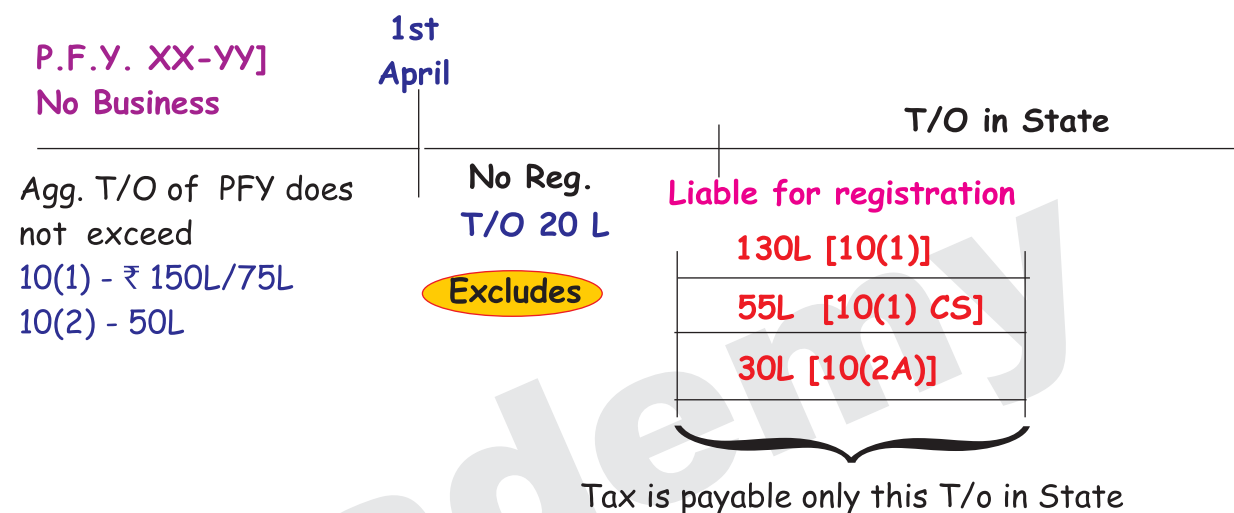 P.F.Y. XX-YY]
No Business
1st
April
T/O in State
Agg. T/O of PFY does
not exceed
10(1) - ₹ 150L/75L
10(2) - 50L
No Reg.
T/O 20 L
Excludes
Liable for registration
130L [10(1)]
55L [10(1) CS]
30L [10(2A)]
Tax is payable only this T/o in State
ademy